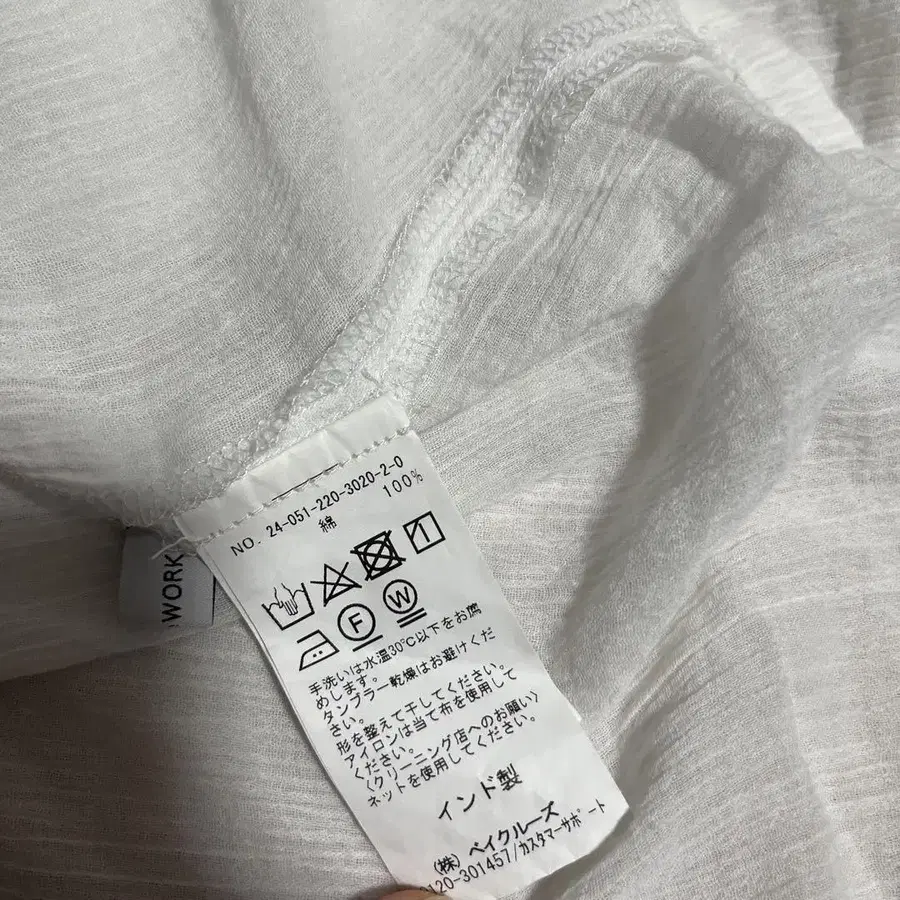 NO. 24-051-220-3020-2-0
綿 100%
F W
手洗いは水温30℃以下をお薦
めします。
タンブラー乾燥はお避けくだ
さい。
形を整えて干してください。
アイロンは当て布を使用して
ください。
〈クリーニング店へのお願い〉
ネットを使用してください。
インド製
(株) ベイクルーズ
0120-301457/カスタマーサポート
WORK